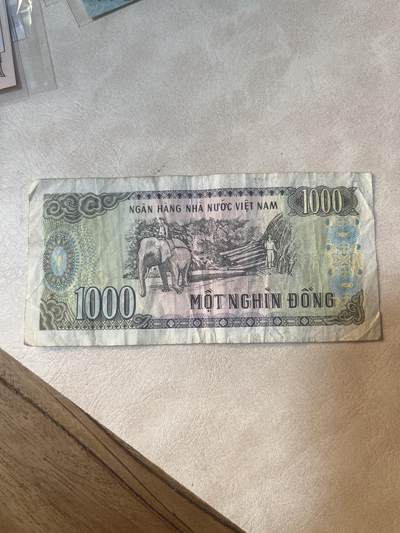 NGÂN HÀNG NHÀ NƯỚC VIỆT NAM
1000
1000
MỘT NGHÌN ĐỒNG